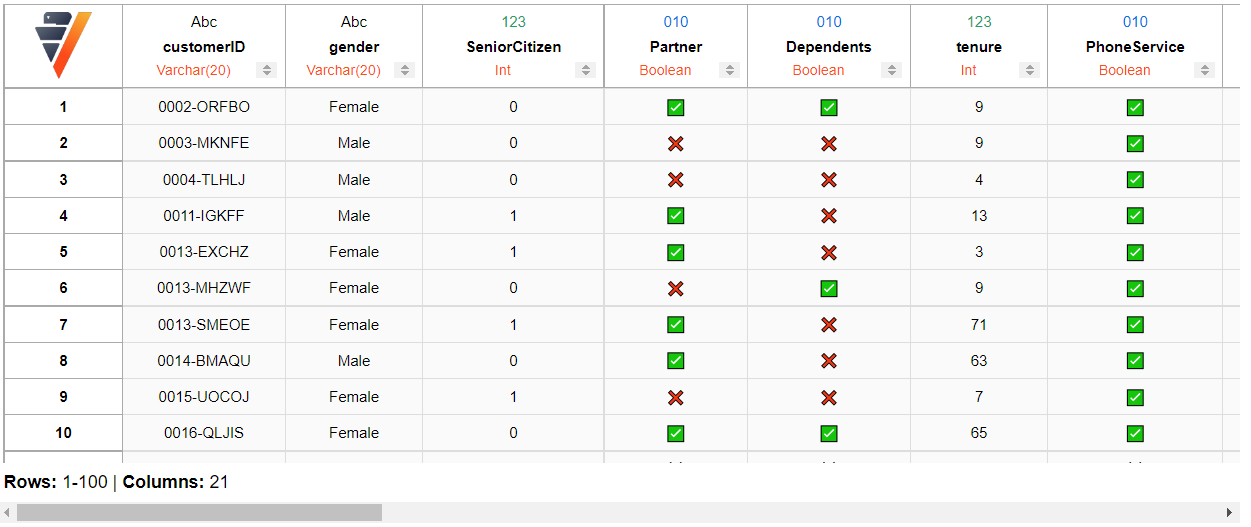 Abc Abc 123 010 010 123 010
customerID gender SeniorCitizen Partner Dependents tenure PhoneService
Varchar(20) Varchar(20) Int Boolean Boolean Int Boolean
1 0002-ORFBO Female 0 9
2 0003-MKNFE Male 0 9
3 0004-TLHLJ Male 0 4
4 0011-IGKFF Male 1 13
5 0013-EXCHZ Female 1 3
6 0013-MHZWF Female 0 9
7 0013-SMEOE Female 1 71
8 0014-BMAQU Male 0 63
9 0015-UOCOJ Female 1 7
10 0016-QLJIS Female 0 65
Rows: 1-100 | Columns: 21